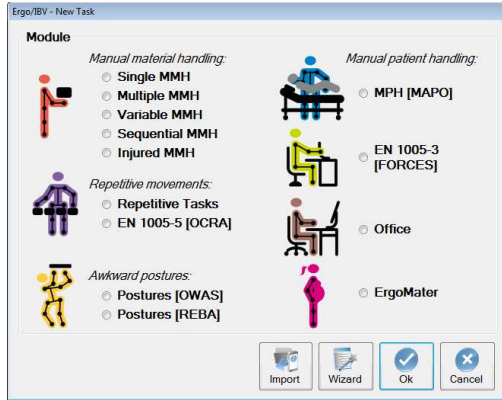 Ergo/IBV - New Task
Module
Manual material handling:
Single MMH
Multiple MMH
Variable MMH
Sequential MMH
Injured MMH
Repetitive movements:
Repetitive Tasks
EN 1005-5 [OCRA]
Awkward postures:
Postures [OWAS]
Postures [REBA]
Manual patient handling:
MPH [MAPO]
EN 1005-3
[FORCES]
Office
ErgoMater
Import
Wizard
Ok
Cancel